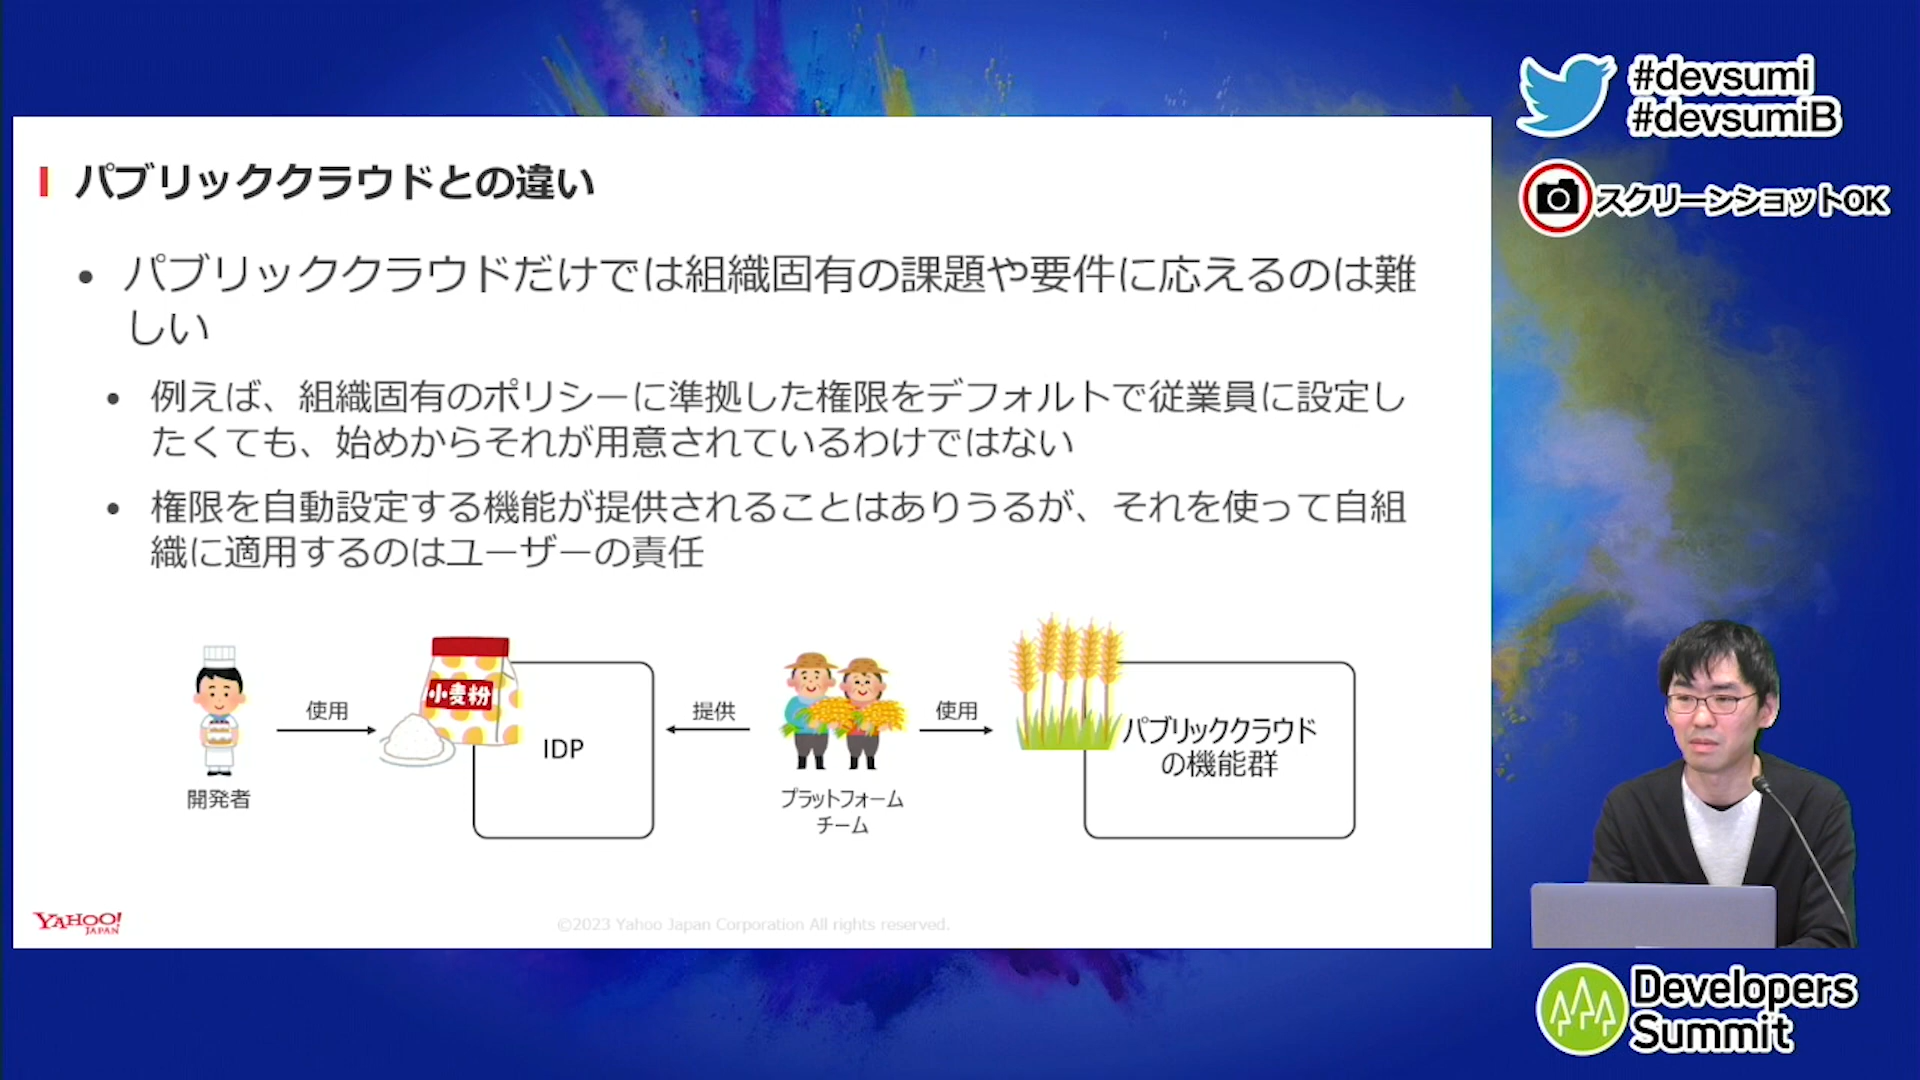 パブリッククラウドとの違い
• パブリッククラウドだけでは組織固有の課題や要件に応えるのは難
しい
• 例えば、組織固有のポリシーに準拠した権限をデフォルトで従業員に設定し
たくても、始めからそれが用意されているわけではない
• 権限を自動設定する機能が提供されることはありうるが、それを使って自組
織に適用するのはユーザーの責任
開発者
使用
小麦粉
IDP
提供
プラットフォーム
チーム
使用
パブリッククラウド
の機能群
YAHOO!
JAPAN
©2023 Yahoo Japan Corporation All rights reserved.
#devsumi
#devsumiB
スクリーンショットOK
Developers
Summit